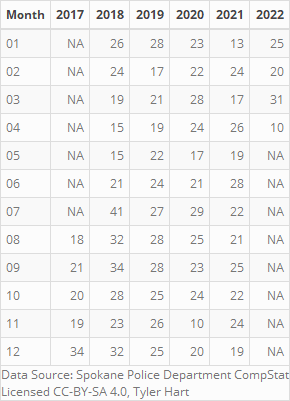 Month 2017 2018 2019 2020 2021 2022
01 NA 26 28 23 13 25
02 NA 24 17 22 24 20
03 NA 19 21 28 17 31
04 NA 15 19 24 26 10
05 NA 15 22 17 19 NA
06 NA 21 24 21 28 NA
07 NA 41 27 29 22 NA
08 18 32 28 25 21 NA
09 21 34 28 23 25 NA
10 20 28 25 24 22 NA
11 19 23 26 10 24 NA
12 34 32 25 20 19 NA
Data Source: Spokane Police Department CompStat
Licensed CC-BY-SA 4.0, Tyler Hart